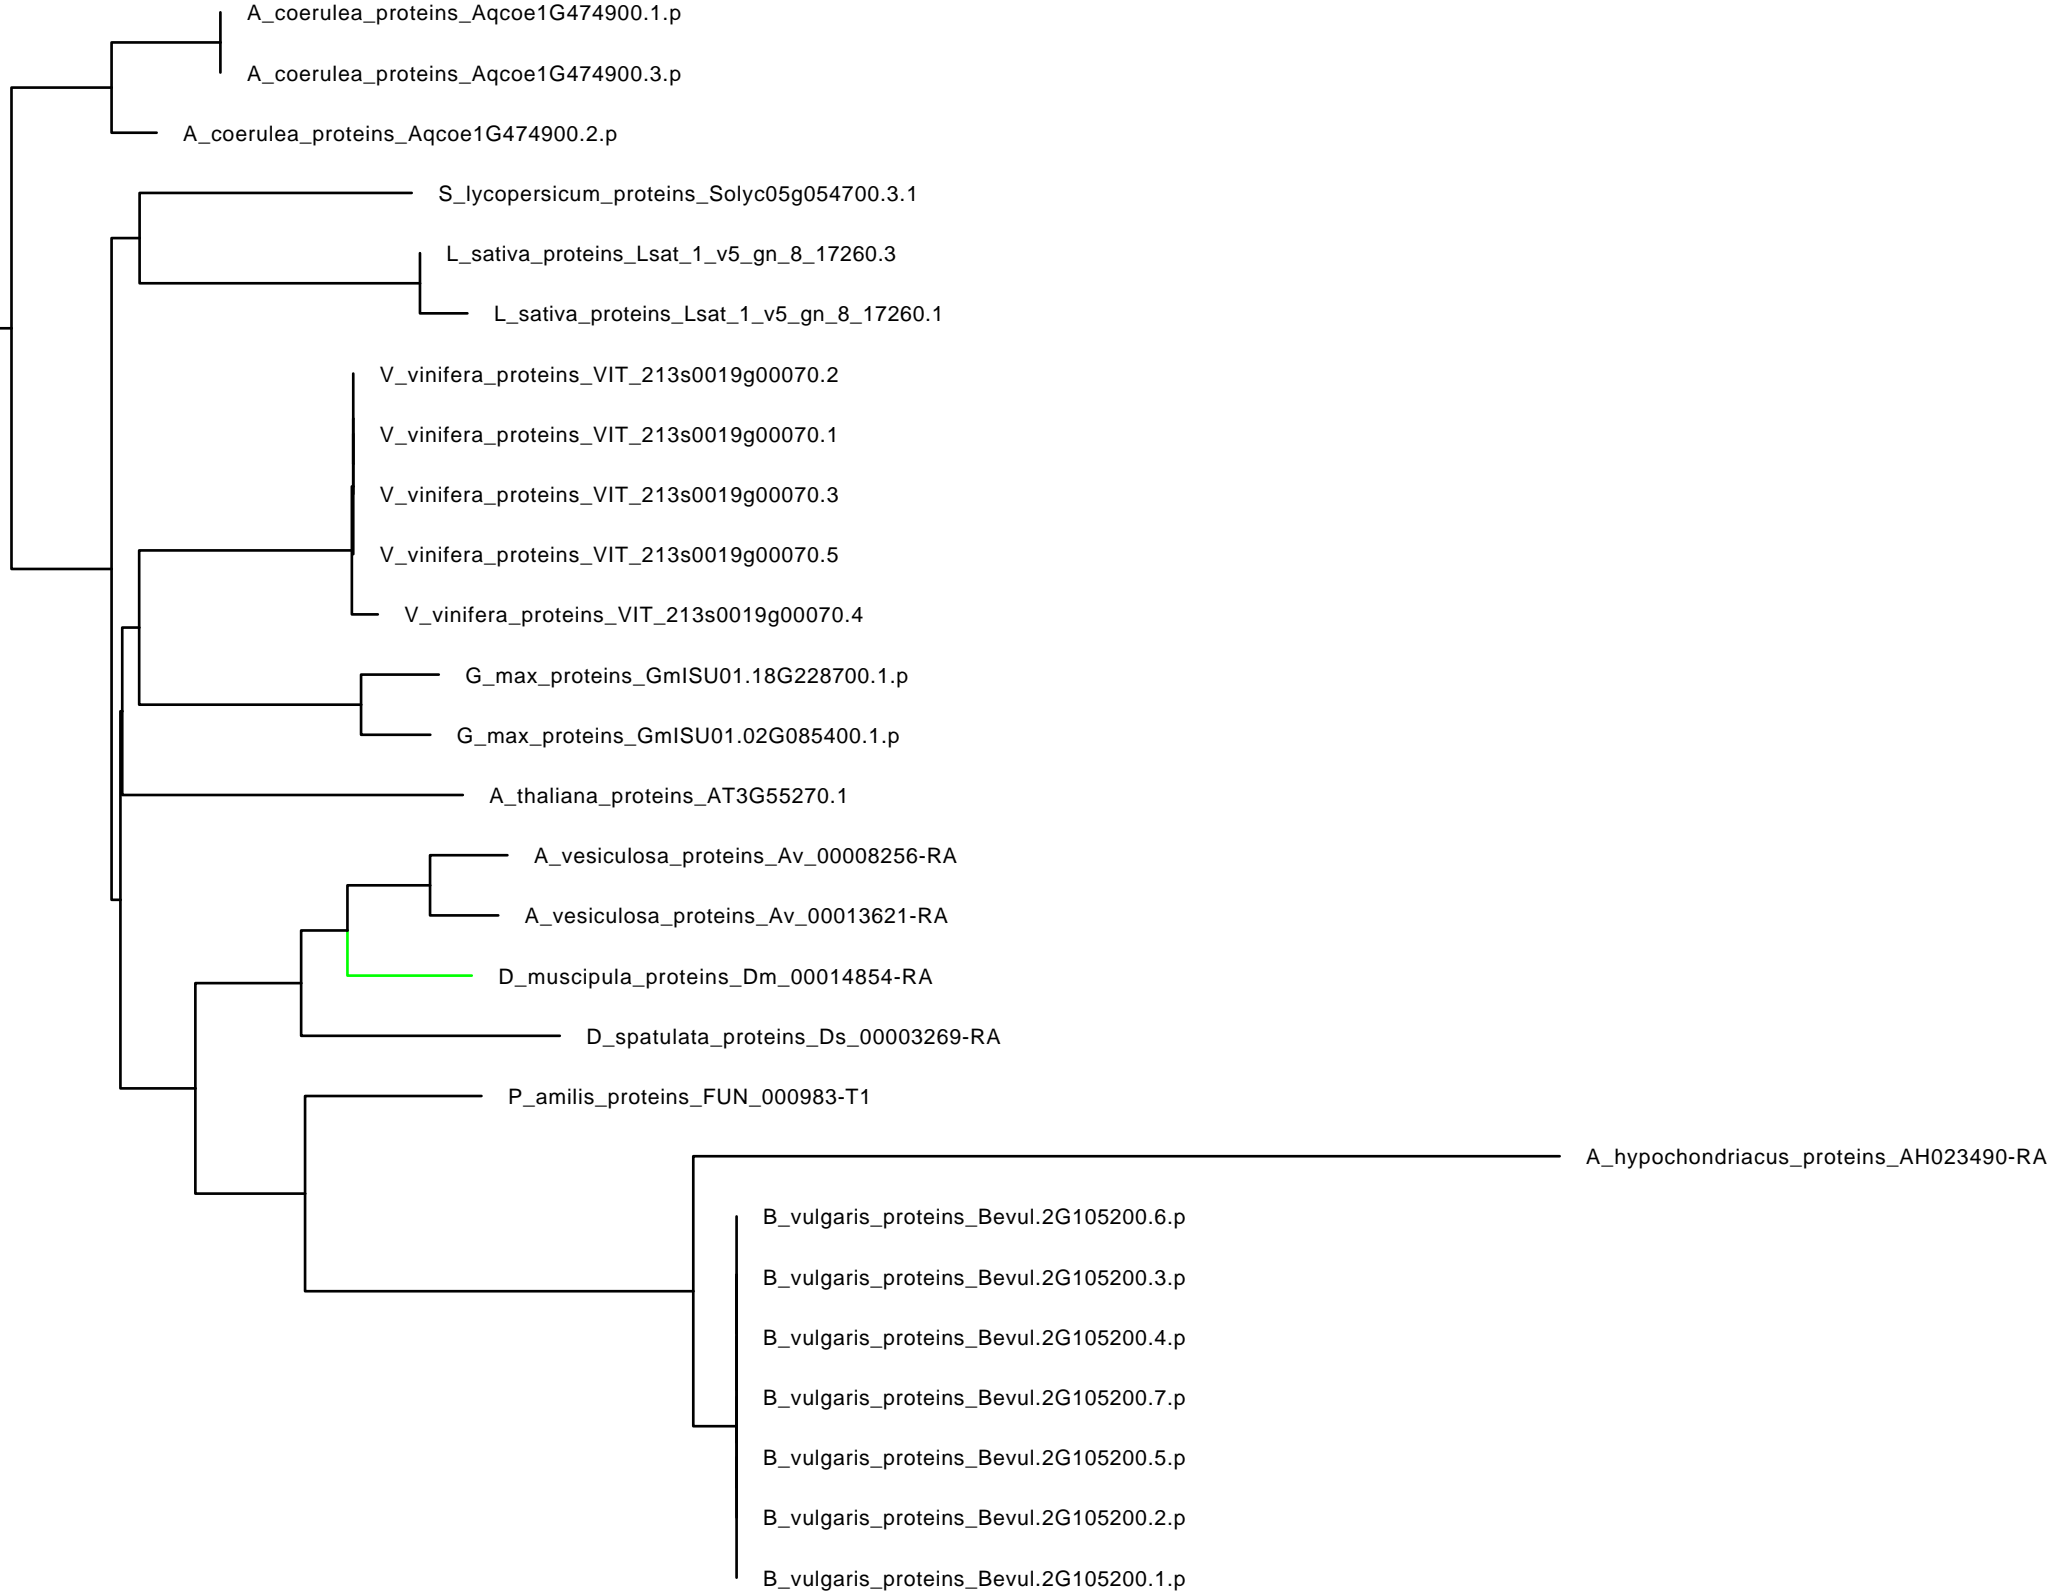 A_coerulea_proteins_Aqcoe1G474900.1.p
A_coerulea_proteins_Aqcoe1G474900.3.p
A_coerulea_proteins_Aqcoe1G474900.2.p
S_lycopersicum_proteins_Solyc05g054700.3.1
L_sativa_proteins_Lsat_1_v5_gn_8_17260.3
L_sativa_proteins_Lsat_1_v5_gn_8_17260.1
V_vinifera_proteins_VIT_213s0019g00070.2
V_vinifera_proteins_VIT_213s0019g00070.1
V_vinifera_proteins_VIT_213s0019g00070.3
V_vinifera_proteins_VIT_213s0019g00070.5
V_vinifera_proteins_VIT_213s0019g00070.4
G_max_proteins_GmISU01.18G228700.1.p
G_max_proteins_GmISU01.02G085400.1.p
A_thaliana_proteins_AT3G55270.1
A_vesiculosa_proteins_Av_00008256-RA
A_vesiculosa_proteins_Av_00013621-RA
D_muscipula_proteins_Dm_00014854-RA
D_spatulata_proteins_Ds_00003269-RA
P_amilis_proteins_FUN_000983-T1
A_hypochondriacus_proteins_AH023490-RA
B_vulgaris_proteins_Bevul.2G105200.6.p
B_vulgaris_proteins_Bevul.2G105200.3.p
B_vulgaris_proteins_Bevul.2G105200.4.p
B_vulgaris_proteins_Bevul.2G105200.7.p
B_vulgaris_proteins_Bevul.2G105200.5.p
B_vulgaris_proteins_Bevul.2G105200.2.p
B_vulgaris_proteins_Bevul.2G105200.1.p